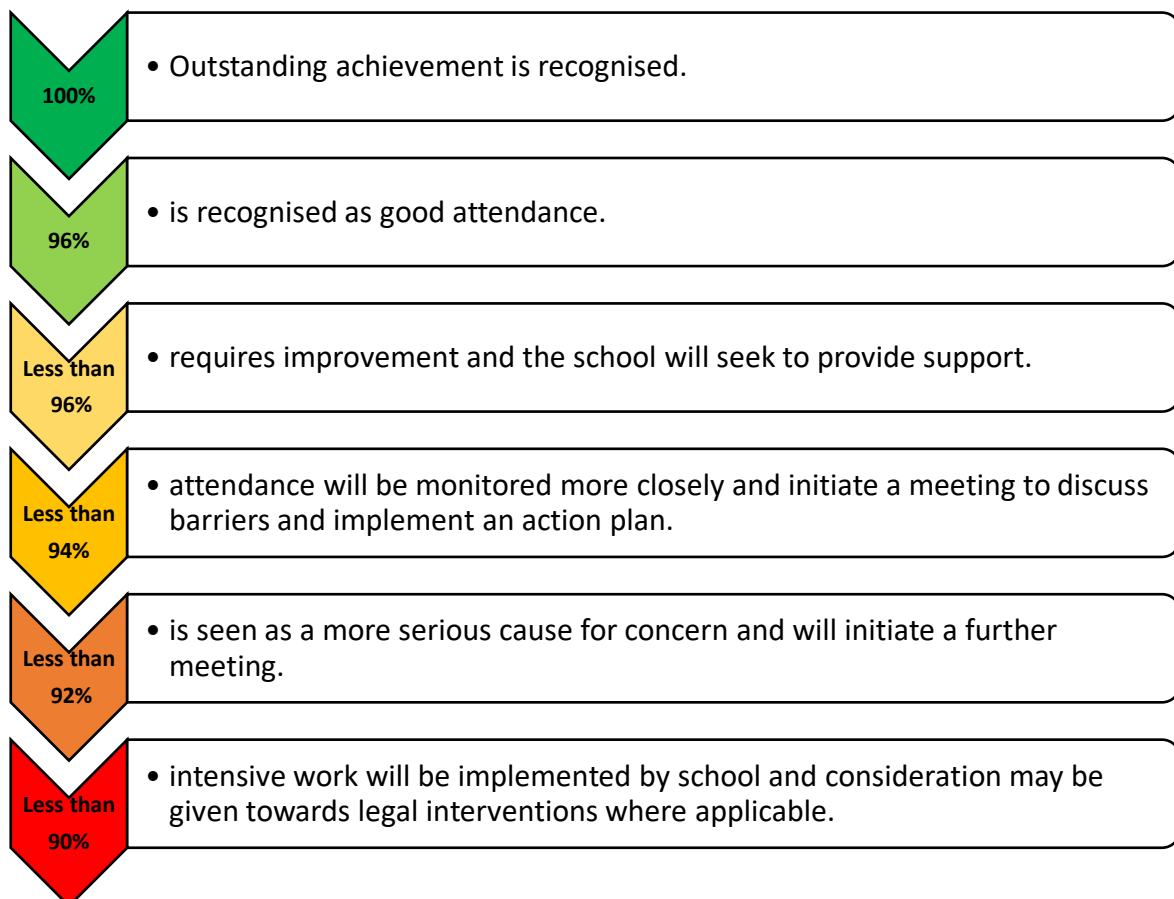 100%
• Outstanding achievement is recognised.
96%
• is recognised as good attendance.
Less than
96%
• requires improvement and the school will seek to provide support.
Less than
94%
• attendance will be monitored more closely and initiate a meeting to discuss
barriers and implement an action plan.
Less than
92%
• is seen as a more serious cause for concern and will initiate a further
meeting.
Less than
90%
• intensive work will be implemented by school and consideration may be
given towards legal interventions where applicable.